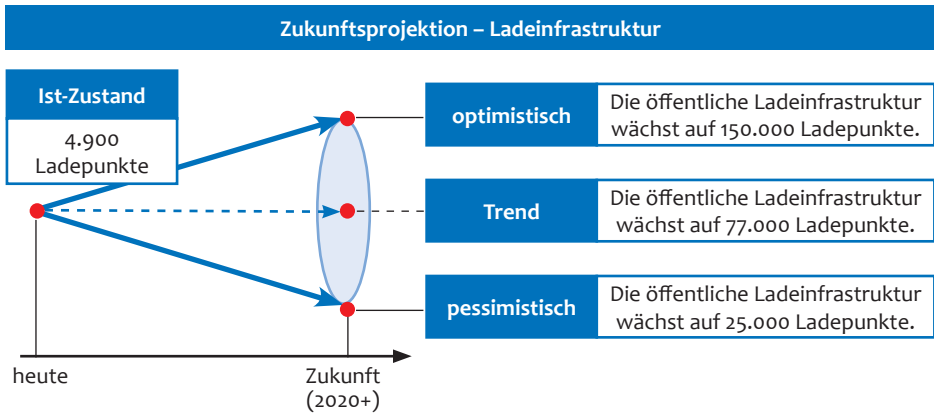 Zukunftsprojektion – Ladeinfrastruktur
Ist-Zustand
4.900
Ladepunkte
optimistisch
Die öffentliche Ladeinfrastruktur
wächst auf 150.000 Ladepunkte.
Trend
Die öffentliche Ladeinfrastruktur
wächst auf 77.000 Ladepunkte.
pessimistisch
Die öffentliche Ladeinfrastruktur
wächst auf 25.000 Ladepunkte.
heute
Zukunft
(2020+)